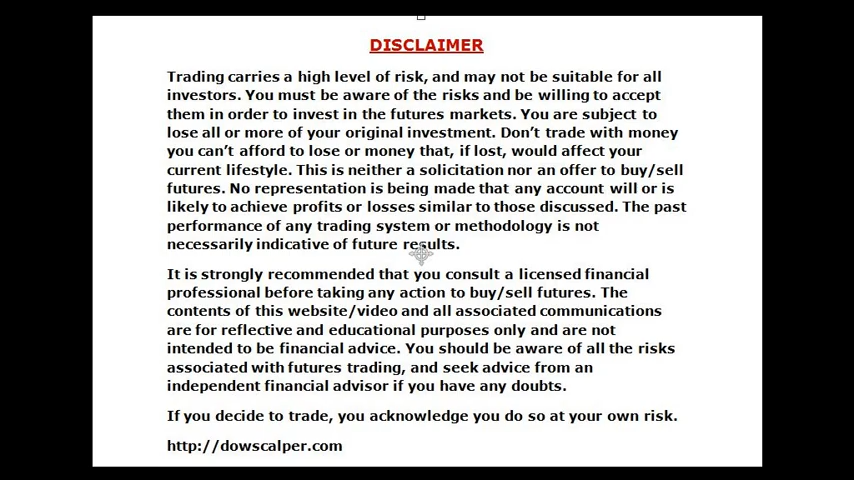 DISCLAIMER
Trading carries a high level of risk, and may not be suitable for all
investors. You must be aware of the risks and be willing to accept
them in order to invest in the futures markets. You are subject to
lose all or more of your original investment. Don’t trade with money
you can’t afford to lose or money that, if lost, would affect your
current lifestyle. This is neither a solicitation nor an offer to buy/sell
futures. No representation is being made that any account will or is
likely to achieve profits or losses similar to those discussed. The past
performance of any trading system or methodology is not
necessarily indicative of future results.
It is strongly recommended that you consult a licensed financial
professional before taking any action to buy/sell futures. The
contents of this website/video and all associated communications
are for reflective and educational purposes only and are not
intended to be financial advice. You should be aware of all the risks
associated with futures trading, and seek advice from an
independent financial advisor if you have any doubts.
If you decide to trade, you acknowledge you do so at your own risk.
http://dowscalper.com